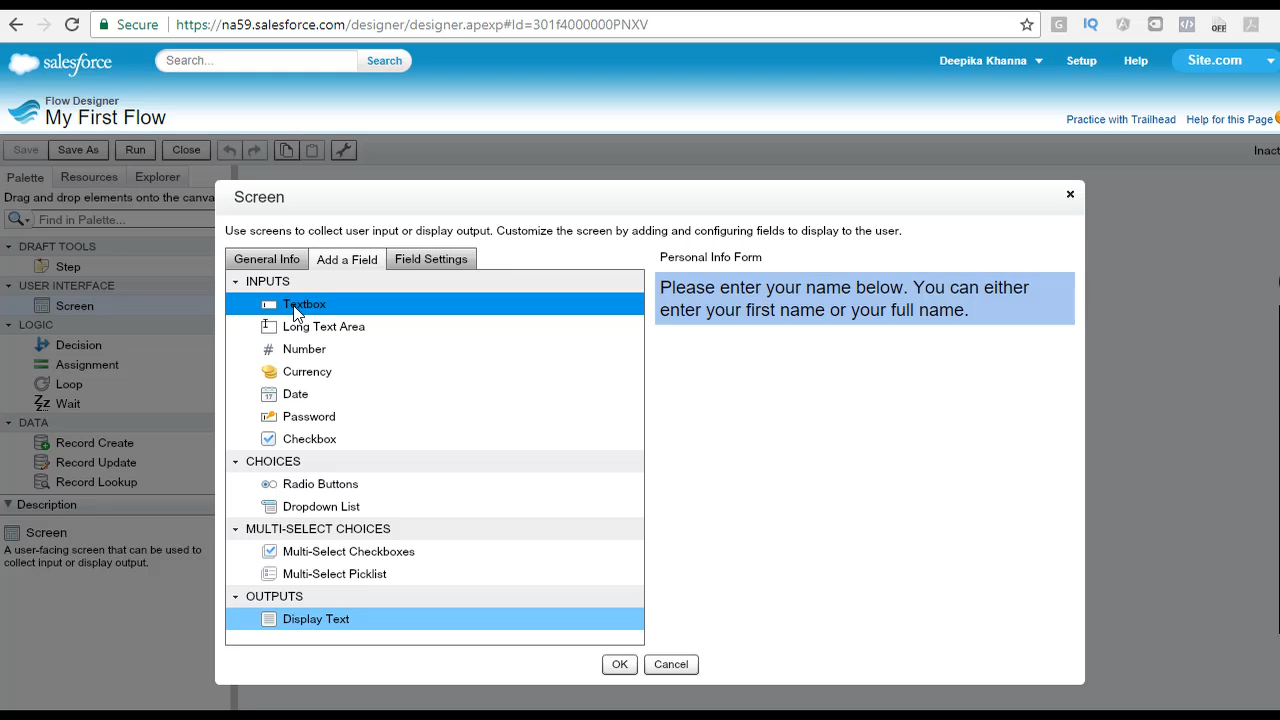 Secure https://na59.salesforce.com/designer/designer.apexp#Id=301f4000000PNXV
G IQ OFF
salesforce Search... Search Deepika Khanna Setup Help Site.com
Flow Designer
My First Flow
Practice with Trailhead Help for this Page
Save Save As Run Close
Inact
Palette Resources Explorer
Drag and drop elements onto the canva
Find in Palette...
DRAFT TOOLS
Step
USER INTERFACE
Screen
LOGIC
Decision
Assignment
Loop
Wait
DATA
Record Create
Record Update
Record Lookup
Description
Screen
A user-facing screen that can be used to
collect input or display output.
Screen
Use screens to collect user input or display output. Customize the screen by adding and configuring fields to display to the user.
General Info Add a Field Field Settings
INPUTS
Textbox
Long Text Area
Number
Currency
Date
Password
Checkbox
CHOICES
Radio Buttons
Dropdown List
MULTI-SELECT CHOICES
Multi-Select Checkboxes
Multi-Select Picklist
OUTPUTS
Display Text
Personal Info Form
Please enter your name below. You can either
enter your first name or your full name.
OK Cancel